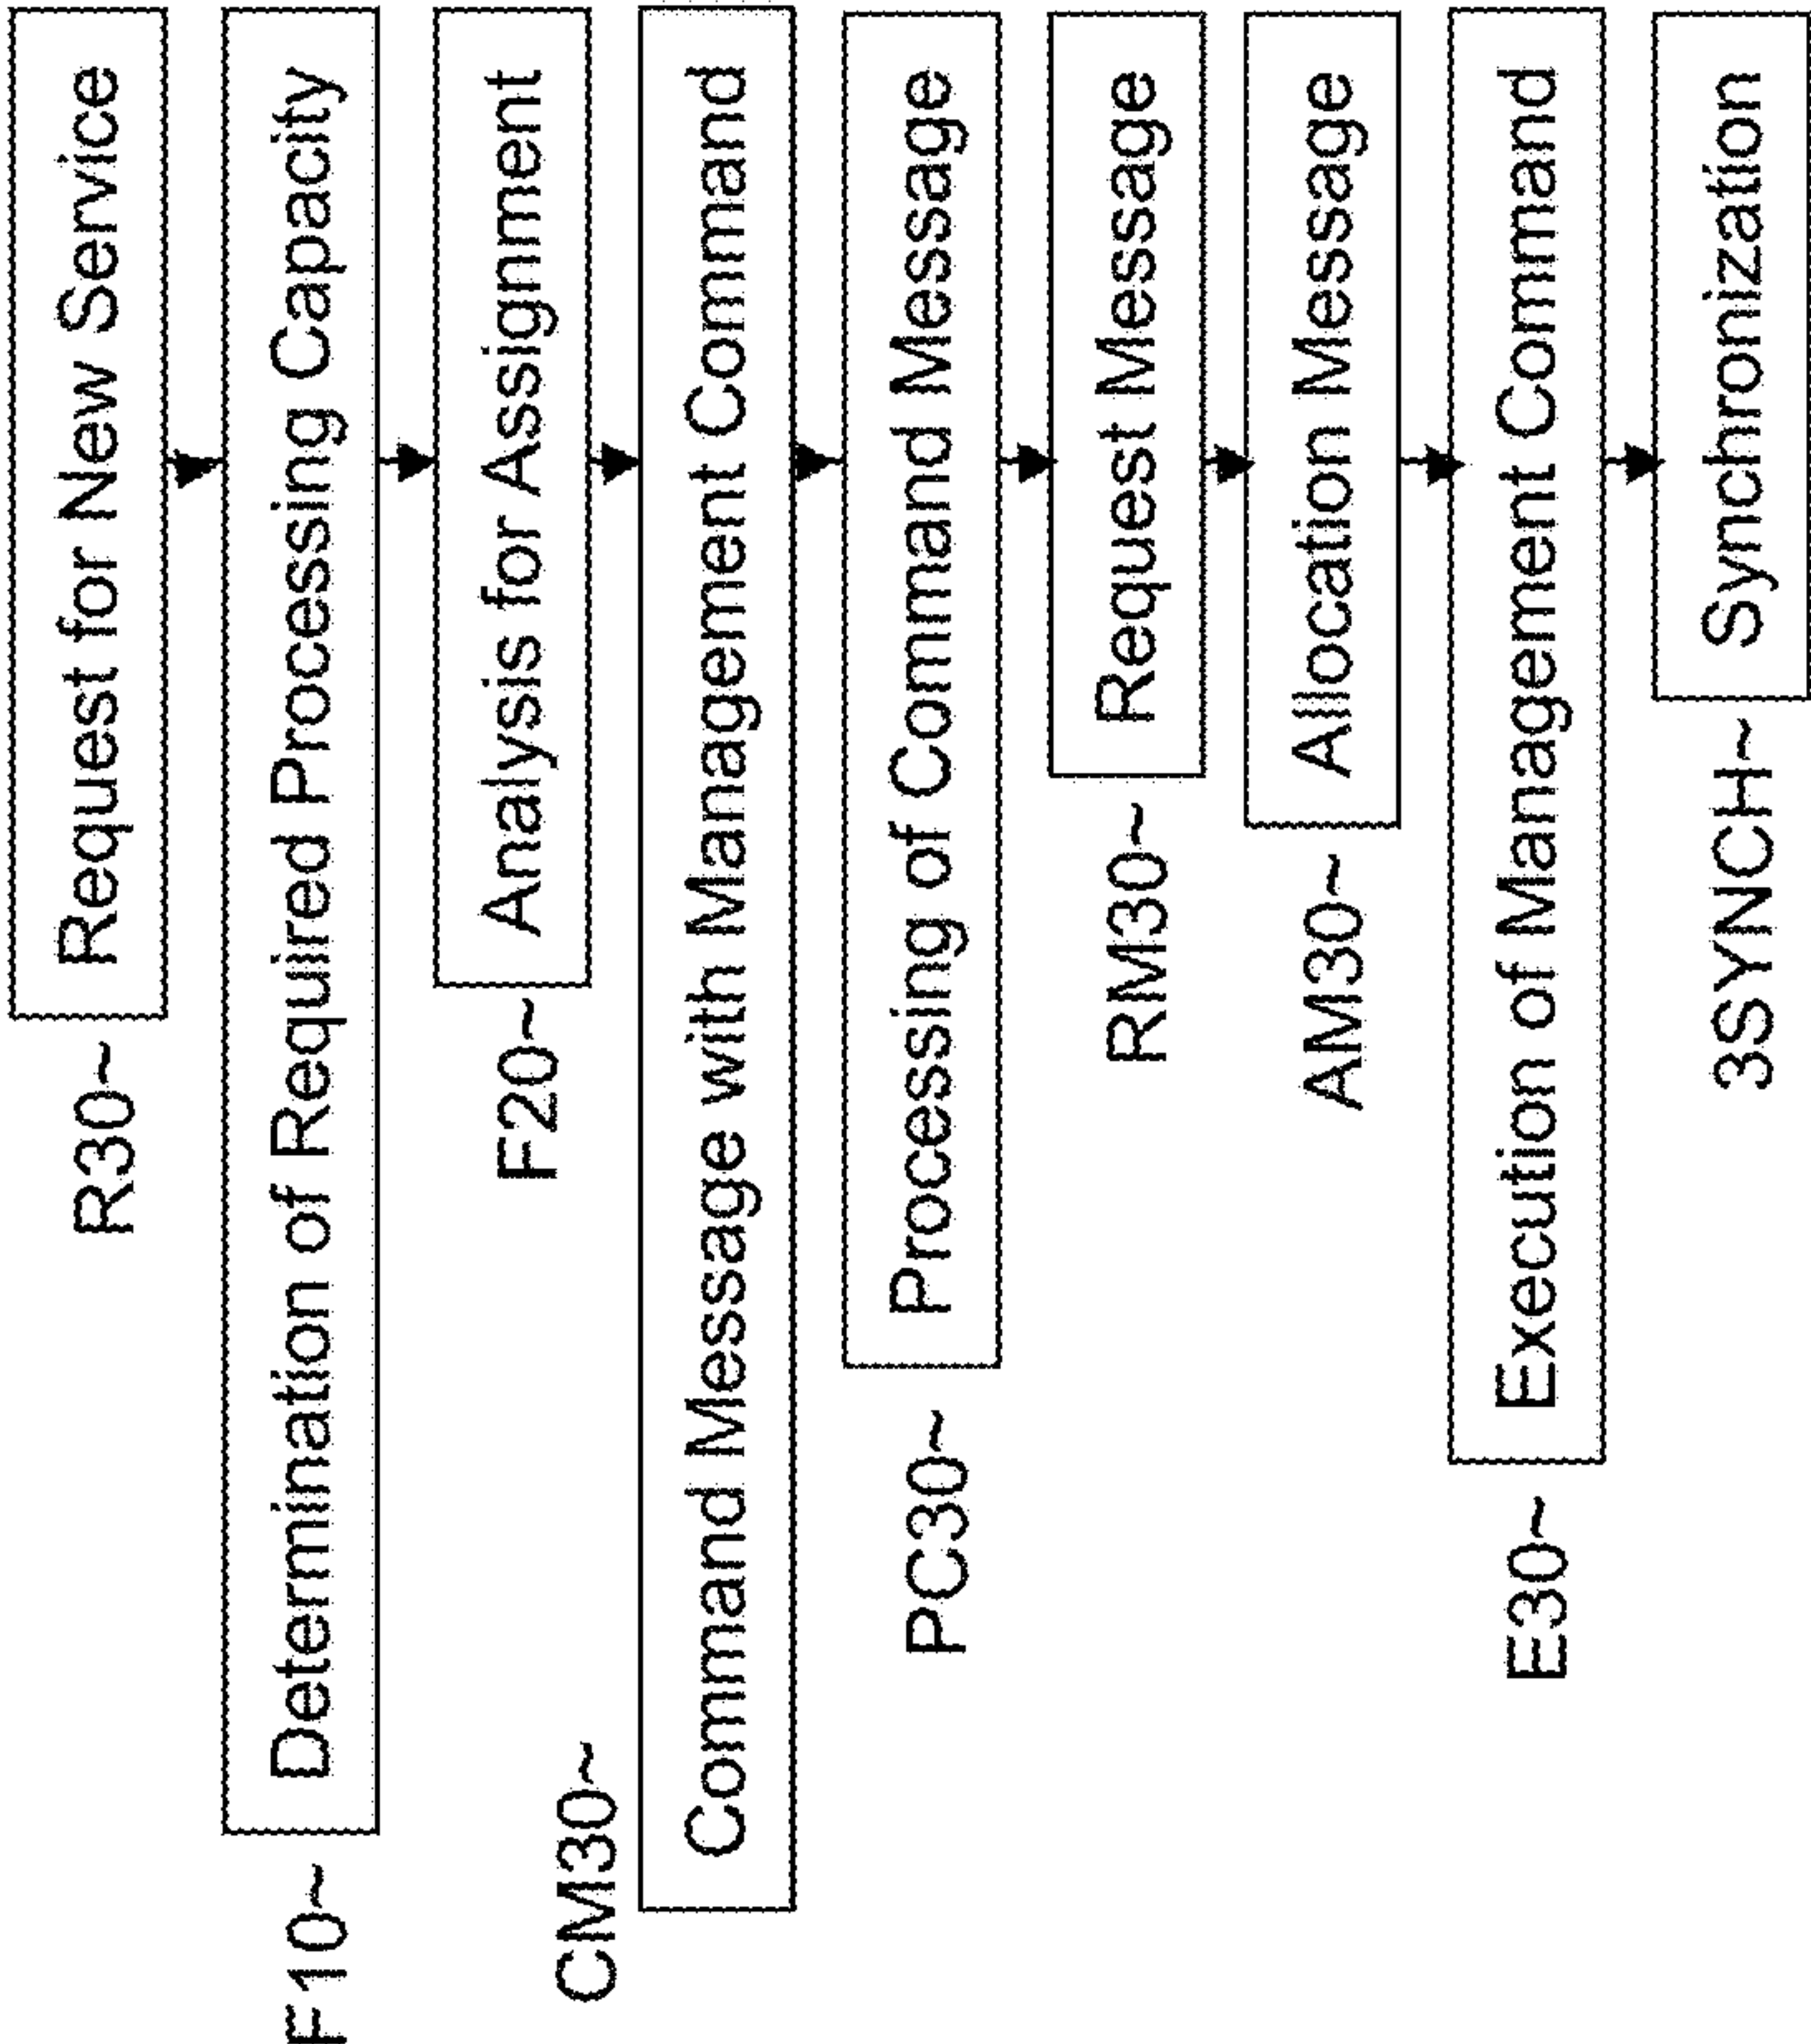 R30~ Request for New Service
F10~ Determination of Required Processing Capacity
F20~ Analysis for Assignment
CM30~
Command Message with Management Command
PC30~ Processing of Command Message
RM30~ Request Message
AM30~ Allocation Message
E30~ Execution of Management Command
3SYNCH~ Synchronization